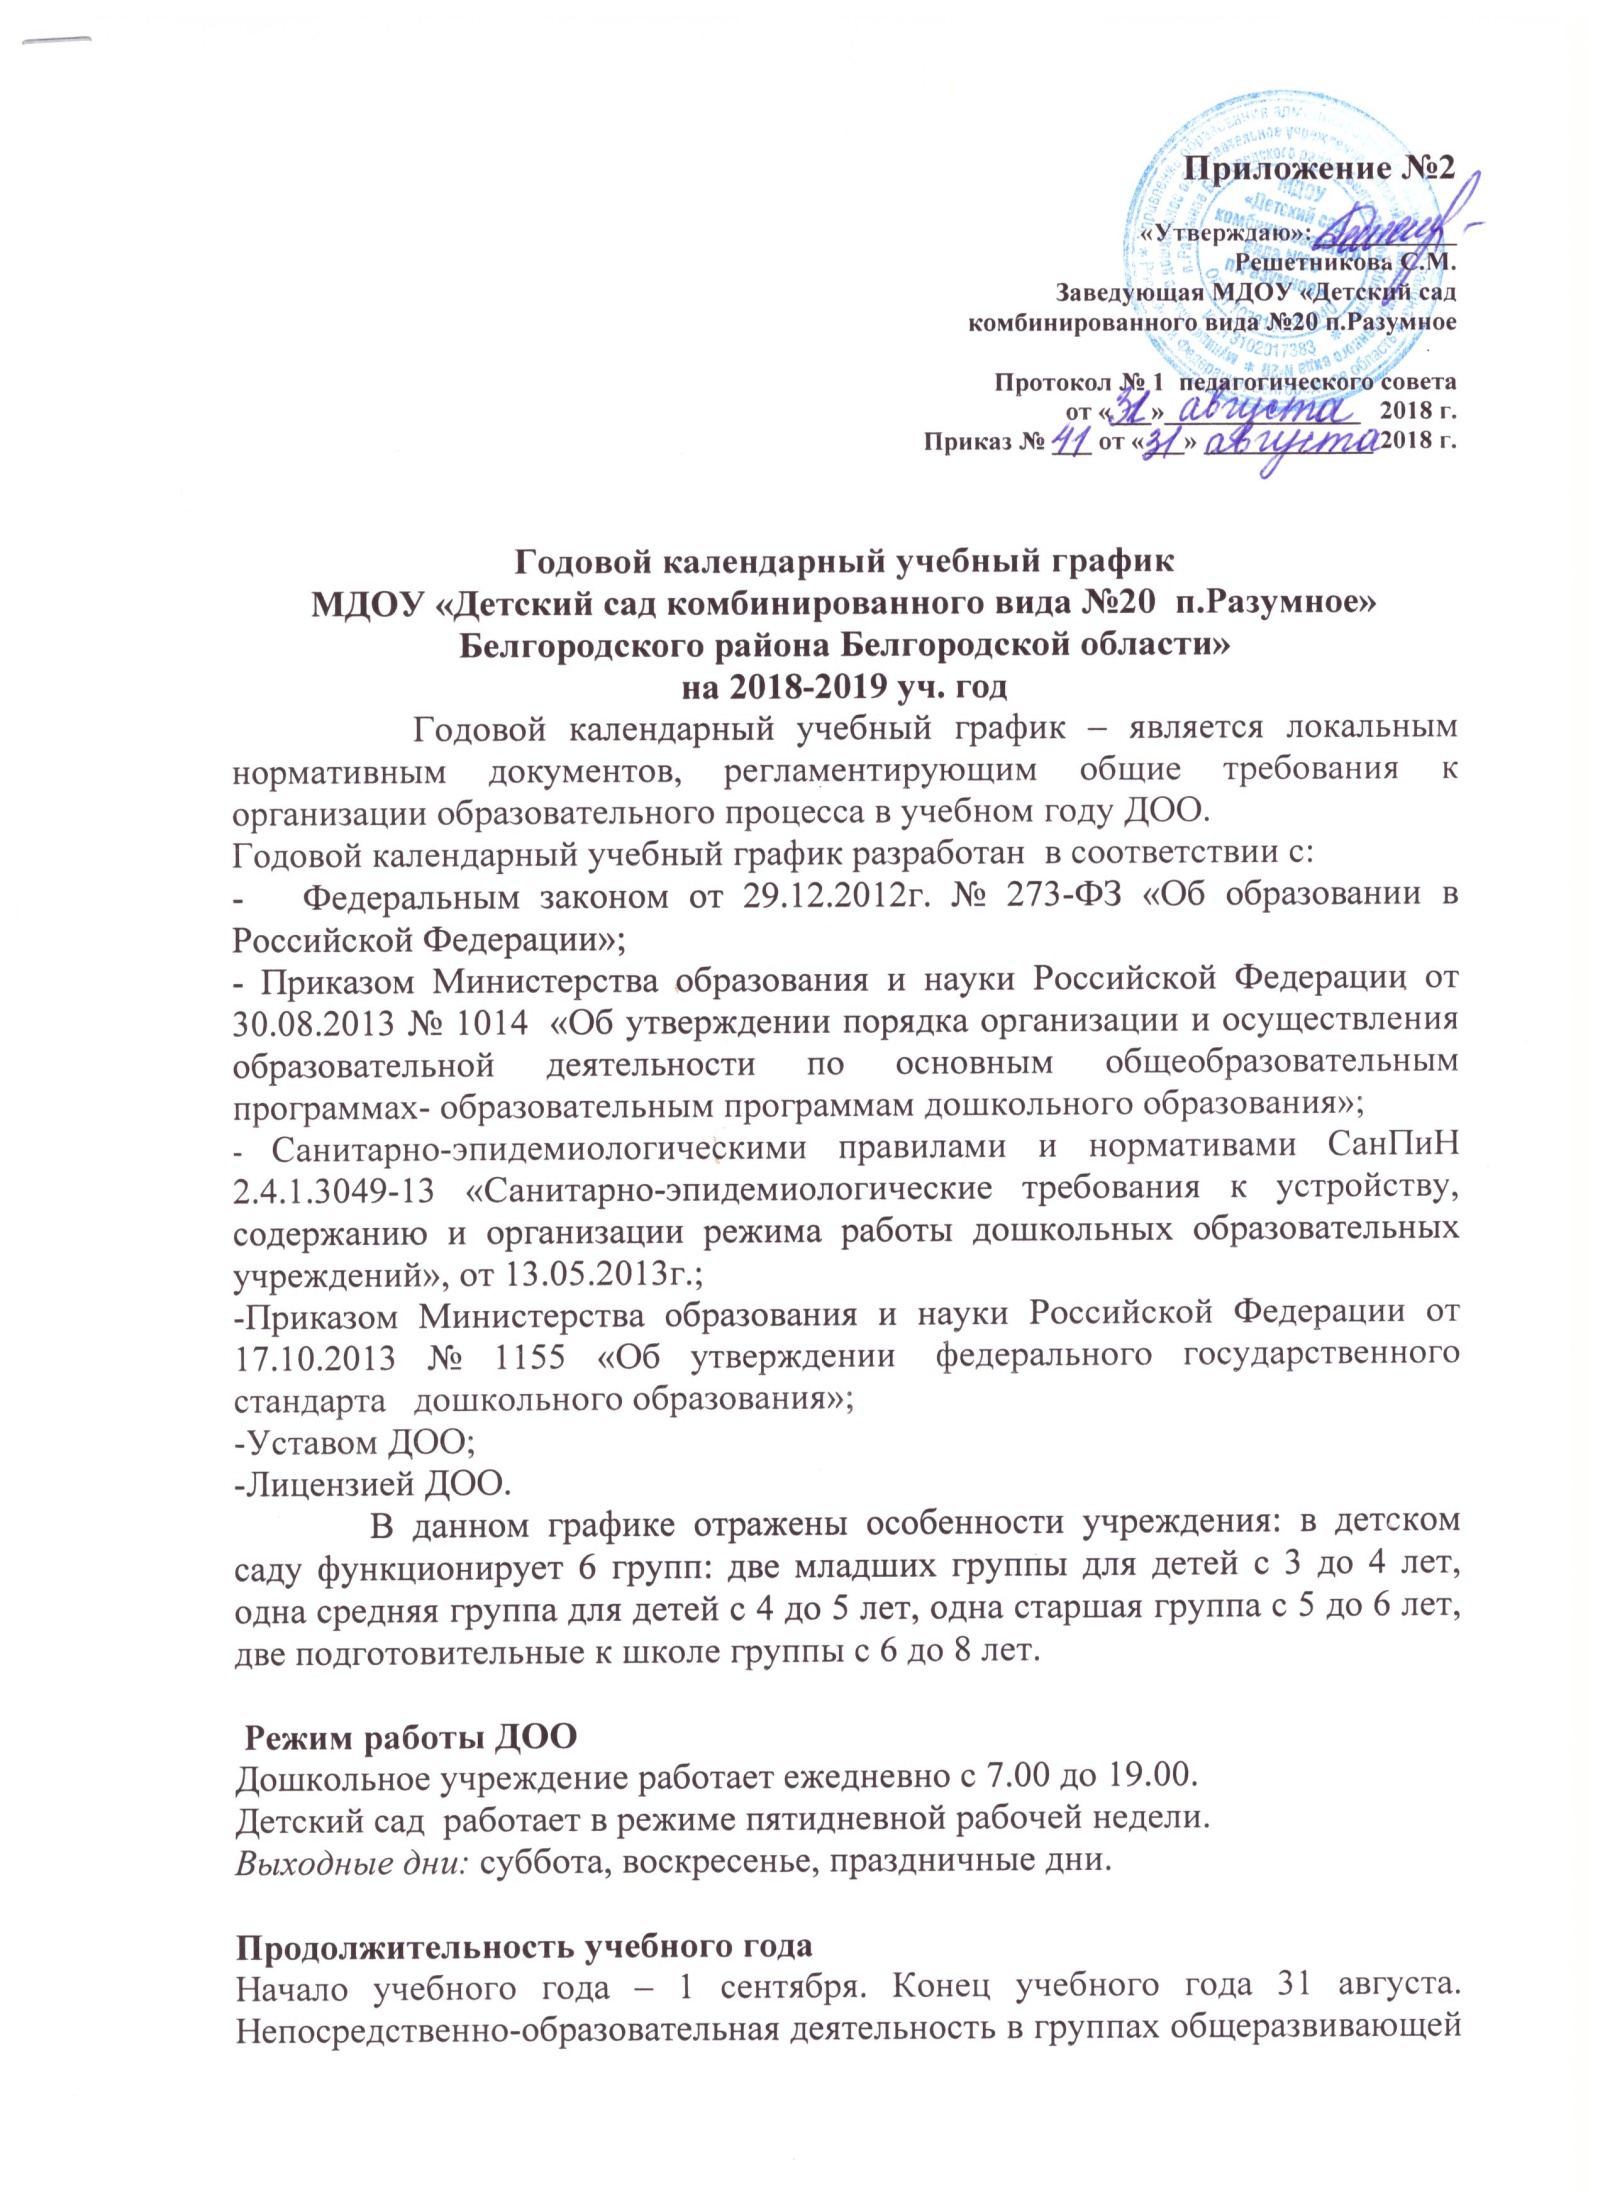 Приложение №2
«Утверждаю»:
Решетникова С.М.
Заведующая МДОУ «Детский сад
комбинированного вида №20 п.Разумное
Протокол № 1 педагогического совета
от «31» августа 2018 г.
Приказ № 41 от «31» августа 2018 г.
Годовой календарный учебный график
МДОУ «Детский сад комбинированного вида №20 п.Разумное»
Белгородского района Белгородской области»
на 2018-2019 уч. год
Годовой календарный учебный график – является локальным
нормативным документов, регламентирующим общие требования к
организации образовательного процесса в учебном году ДОО.
Годовой календарный учебный график разработан в соответствии с:
- Федеральным законом от 29.12.2012г. № 273-ФЗ «Об образовании в
Российской Федерации»;
- Приказом Министерства образования и науки Российской Федерации от
30.08.2013 № 1014 «Об утверждении порядка организации и осуществления
образовательной деятельности по основным общеобразовательным
программах- образовательным программам дошкольного образования»;
- Санитарно-эпидемиологическими правилами и нормативами СанПиН
2.4.1.3049-13 «Санитарно-эпидемиологические требования к устройству,
содержанию и организации режима работы дошкольных образовательных
учреждений», от 13.05.2013г.;
-Приказом Министерства образования и науки Российской Федерации от
17.10.2013 № 1155 «Об утверждении федерального государственного
стандарта дошкольного образования»;
-Уставом ДОО;
-Лицензией ДОО.
В данном графике отражены особенности учреждения: в детском
саду функционирует 6 групп: две младших группы для детей с 3 до 4 лет,
одна средняя группа для детей с 4 до 5 лет, одна старшая группа с 5 до 6 лет,
две подготовительные к школе группы с 6 до 8 лет.
Режим работы ДОО
Дошкольное учреждение работает ежедневно с 7.00 до 19.00.
Детский сад работает в режиме пятидневной рабочей недели.
Выходные дни: суббота, воскресенье, праздничные дни.
Продолжительность учебного года
Начало учебного года – 1 сентября. Конец учебного года 31 августа.
Непосредственно-образовательная деятельность в группах общеразвивающей